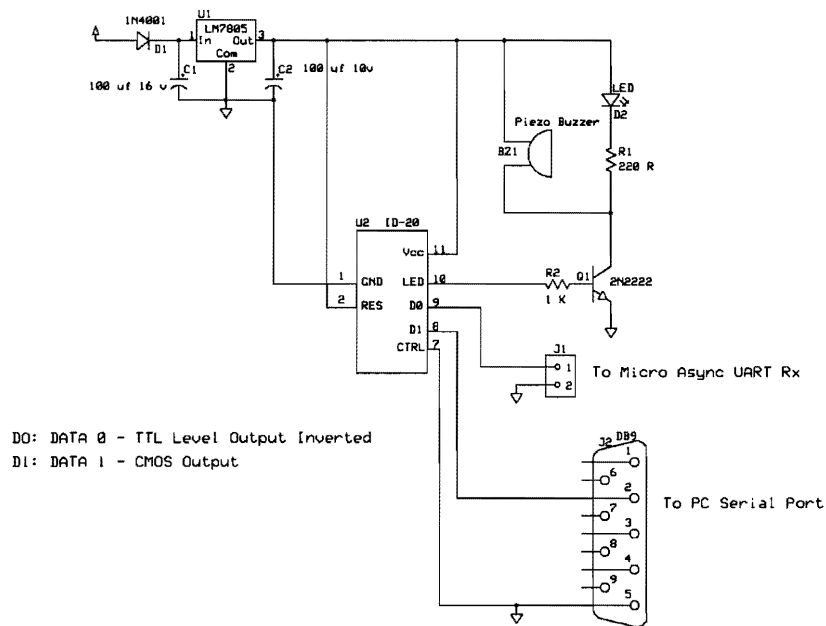 U1
1N4001
LM7805
1 In Out 3
D1
Com
2
C1
C2 100 uf 10v
100 uf 16 v
LED
D2
Piezo Buzzer
BZ1
R1
220 R
U2 ID-20
Vcc 11
1 GND LED 10
R2
1 K
Q1
2N2222
2 RES D0 9
D1 8
CTRL 7
J1
1
2
To Micro Async UART Rx
DO: DATA 0 - TTL Level Output Inverted
D1: DATA 1 - CMOS Output
J2 DB9
1
6
2
7
3
8
4
9
5
To PC Serial Port